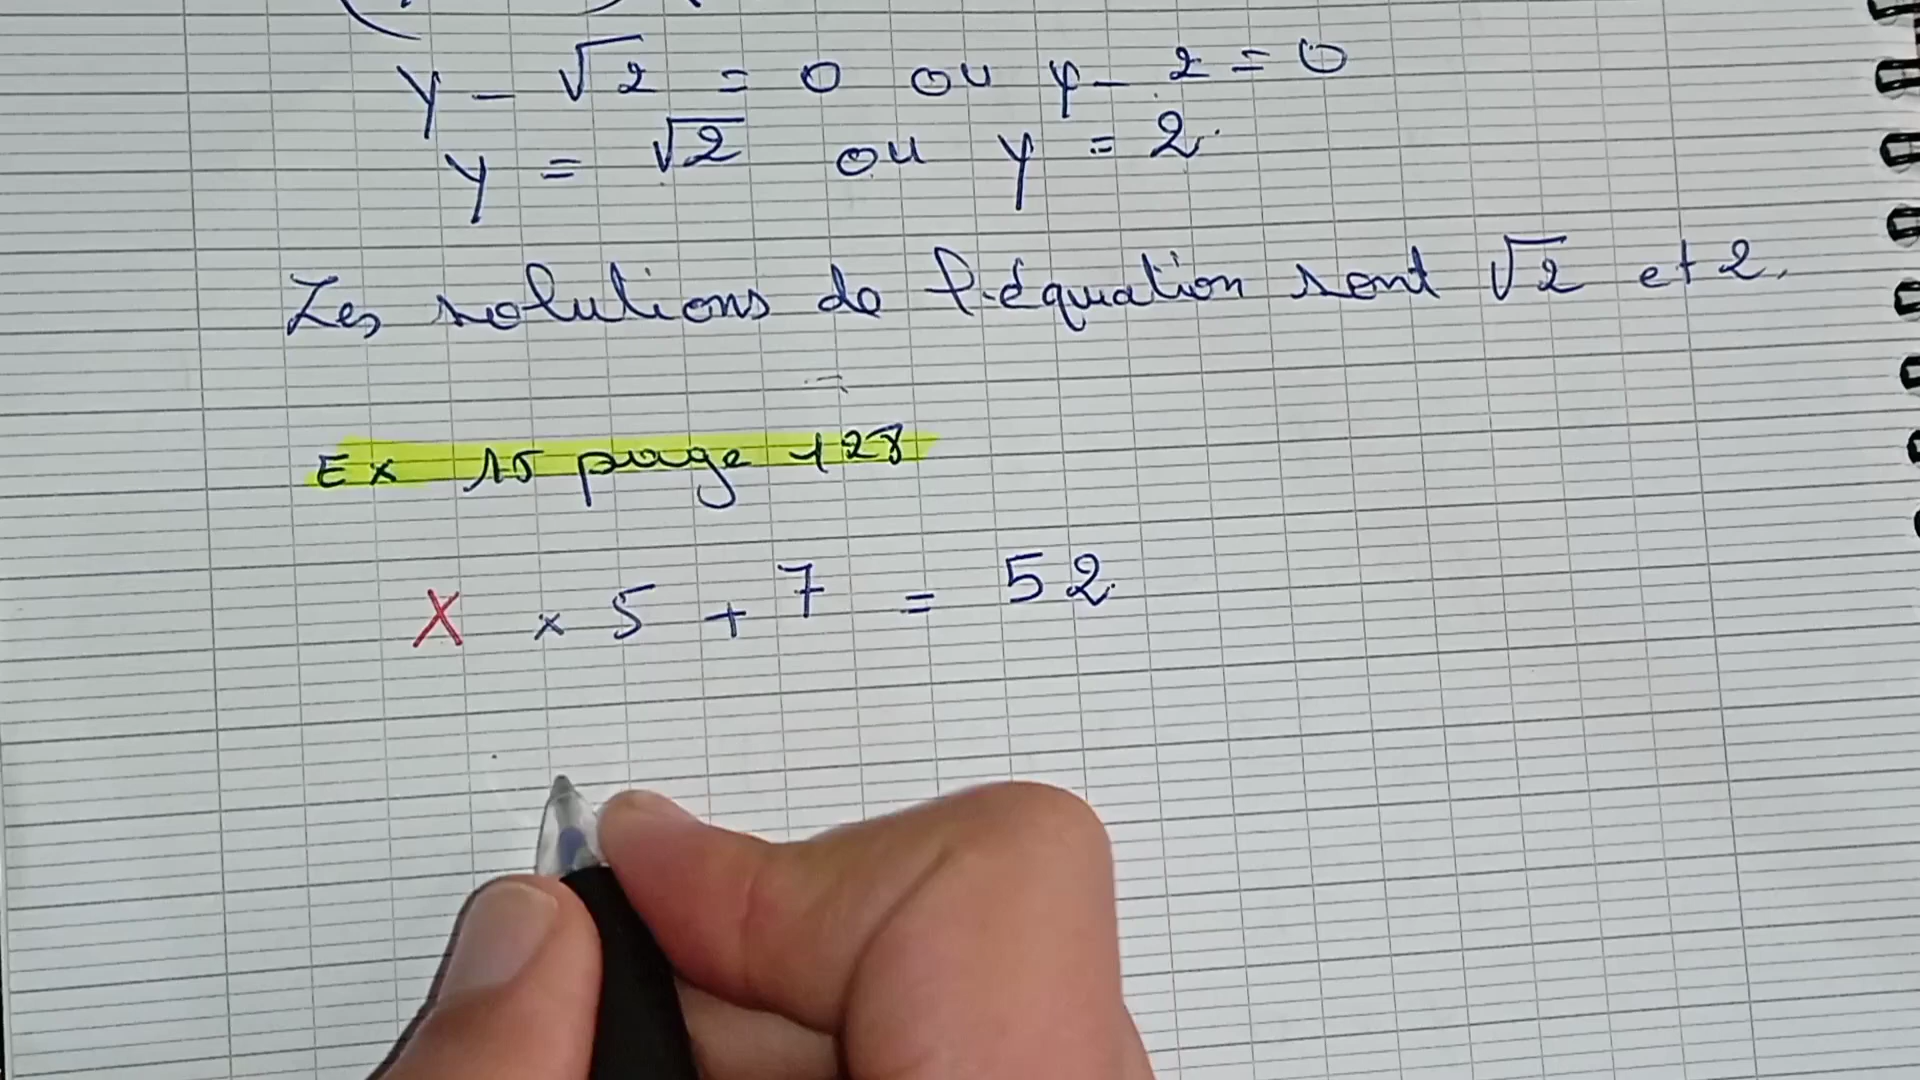 y - √2 = 0 ou y - 2 = 0
y = √2 ou y = 2
Les solutions de l'équation sont √2 et 2.
Ex 15 page 128
X × 5 + 7 = 52